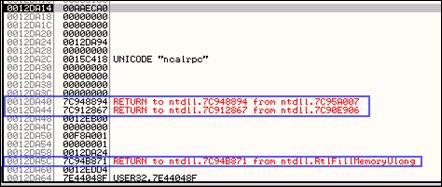 0012DA14 00AAECA0
0012DA18 00000000
0012DA1C 00000000
0012DA20 00000000
0012DA24 0012DA94
0012DA28 00000000
0012DA2C 0015C418 UNICODE "ncalrpc"
0012DA30 00000000
0012DA34 00000000
0012DA38 00000000
0012DA3C 00000000
0012DA40 7C948894 RETURN to ntdll.7C948894 from ntdll.7C95A007
0012DA44 7C912867 RETURN to ntdll.7C912867 from ntdll.7C90E906
0012DA48 00000000
0012DA4C 0012EB00
0012DA50 00F8A001
0012DA54 00000001
0012DA58 0012DA24
0012DA5C 7C94B871 RETURN to ntdll.7C94B871 from ntdll.RtlFillMemoryUlong
0012DA60 0012EDD4
0012DA64 7E44048F USER32.7E44048F